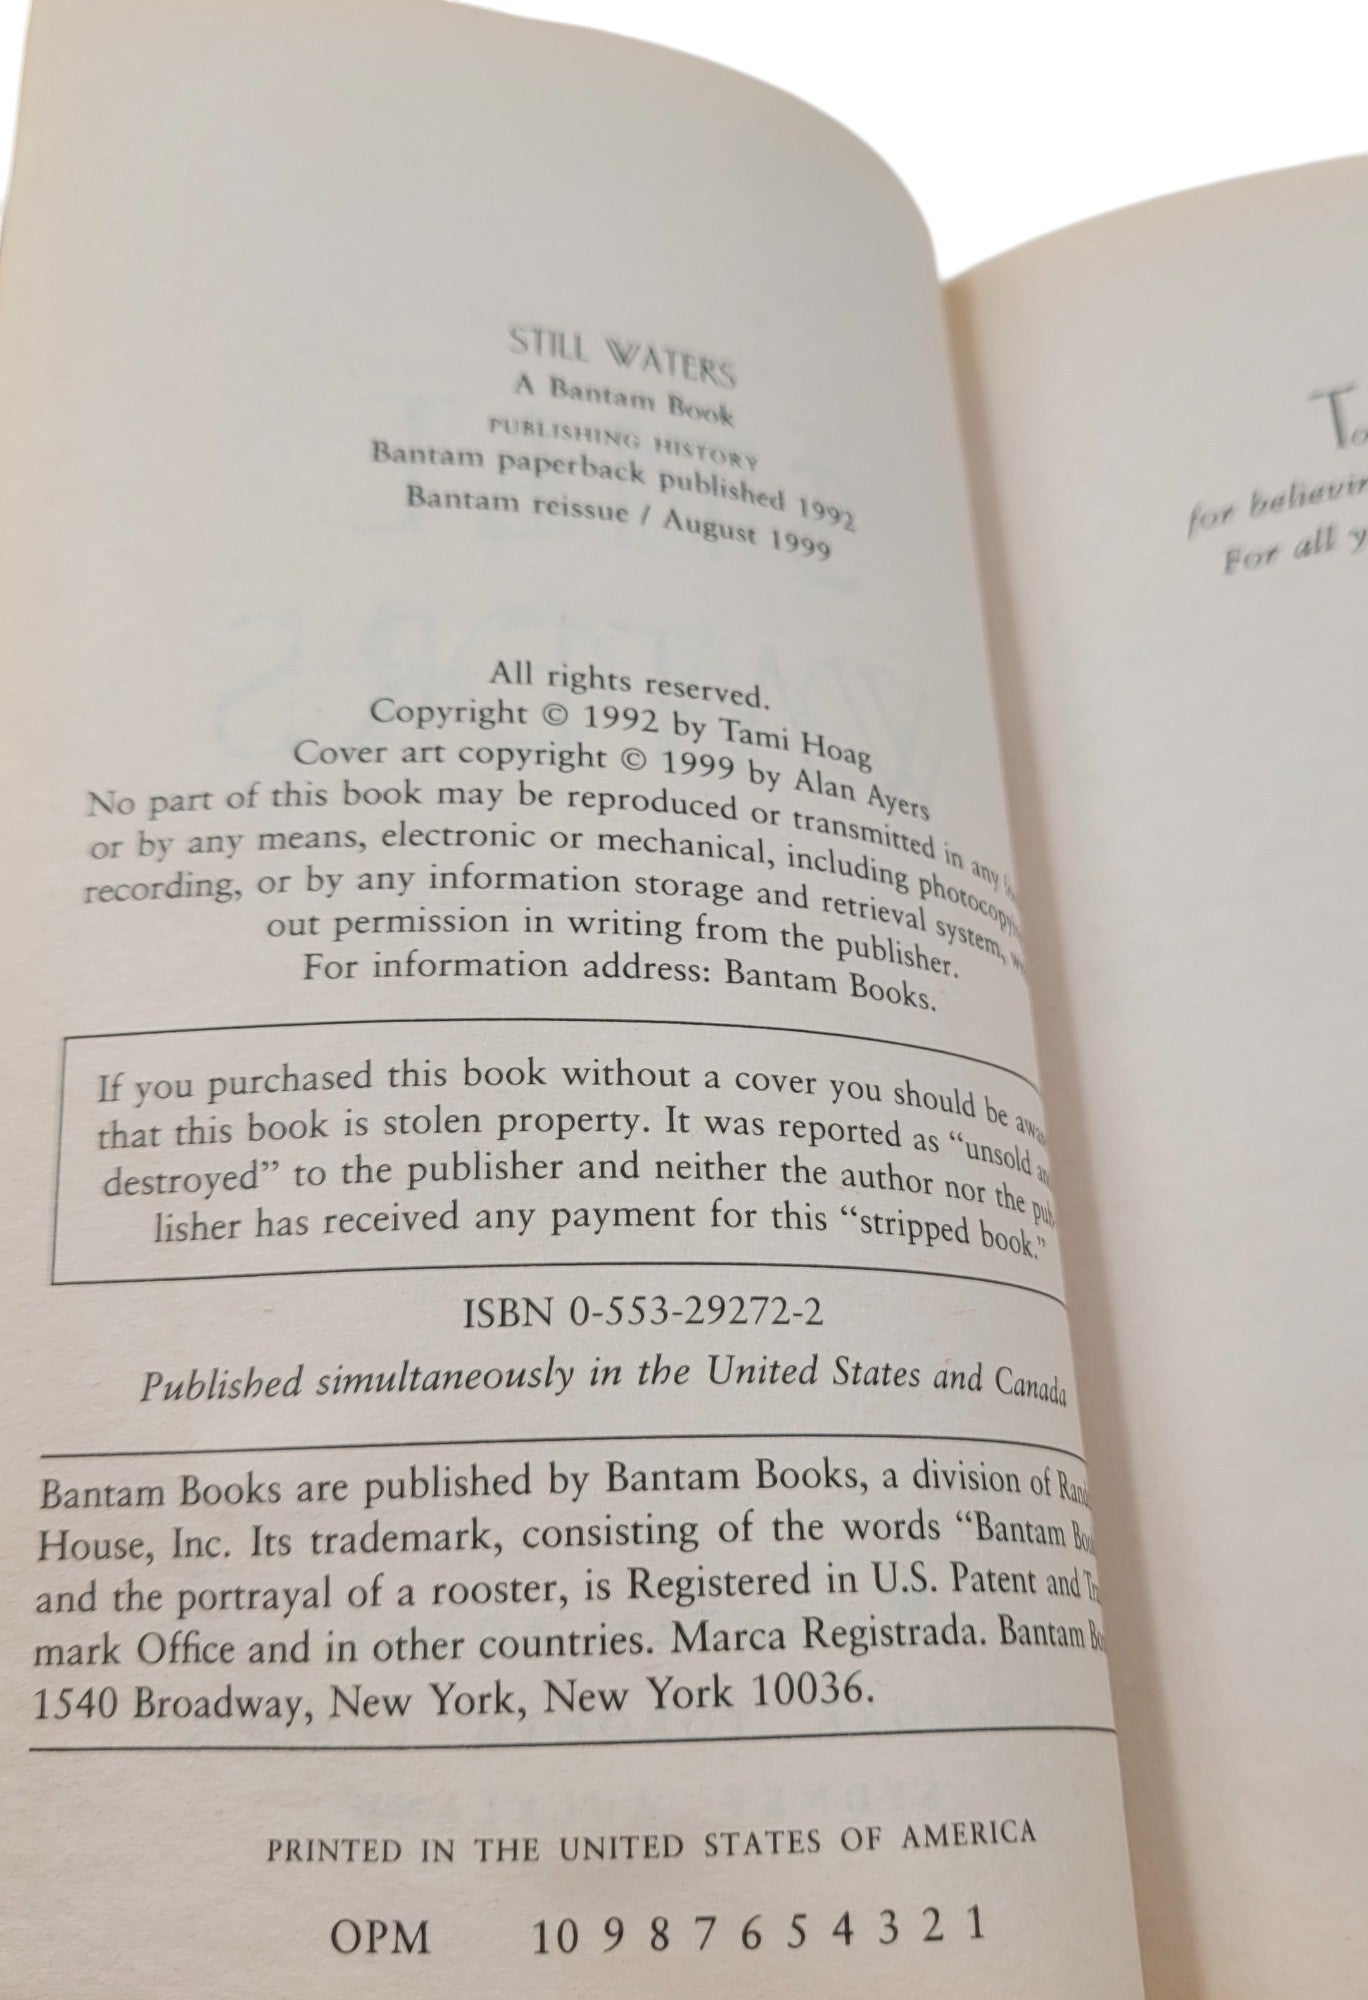 STILL WATERS
A Bantam Book
PUBLISHING HISTORY
Bantam paperback published 1992
Bantam reissue / August 1999
All rights reserved.
Copyright © 1992 by Tami Hoag
Cover art copyright © 1999 by Alan Ayers
No part of this book may be reproduced or transmitted in any
or by any means, electronic or mechanical, including photocopying
recording, or by any information storage and retrieval system,
out permission in writing from the publisher.
For information address: Bantam Books.
If you purchased this book without a cover you should be
that this book is stolen property. It was reported as “unsold
destroyed” to the publisher and neither the author nor the pub-
lisher has received any payment for this “stripped book.”
ISBN 0-553-29272-2
Published simultaneously in the United States and Canada
Bantam Books are published by Bantam Books, a division of
House, Inc. Its trademark, consisting of the words “Bantam
and the portrayal of a rooster, is Registered in U.S. Patent and
mark Office and in other countries. Marca Registrada. Bantam
1540 Broadway, New York, New York 10036.
PRINTED IN THE UNITED STATES OF AMERICA
OPM 10 9 8 7 6 5 4 3 2 1
To
for
For all